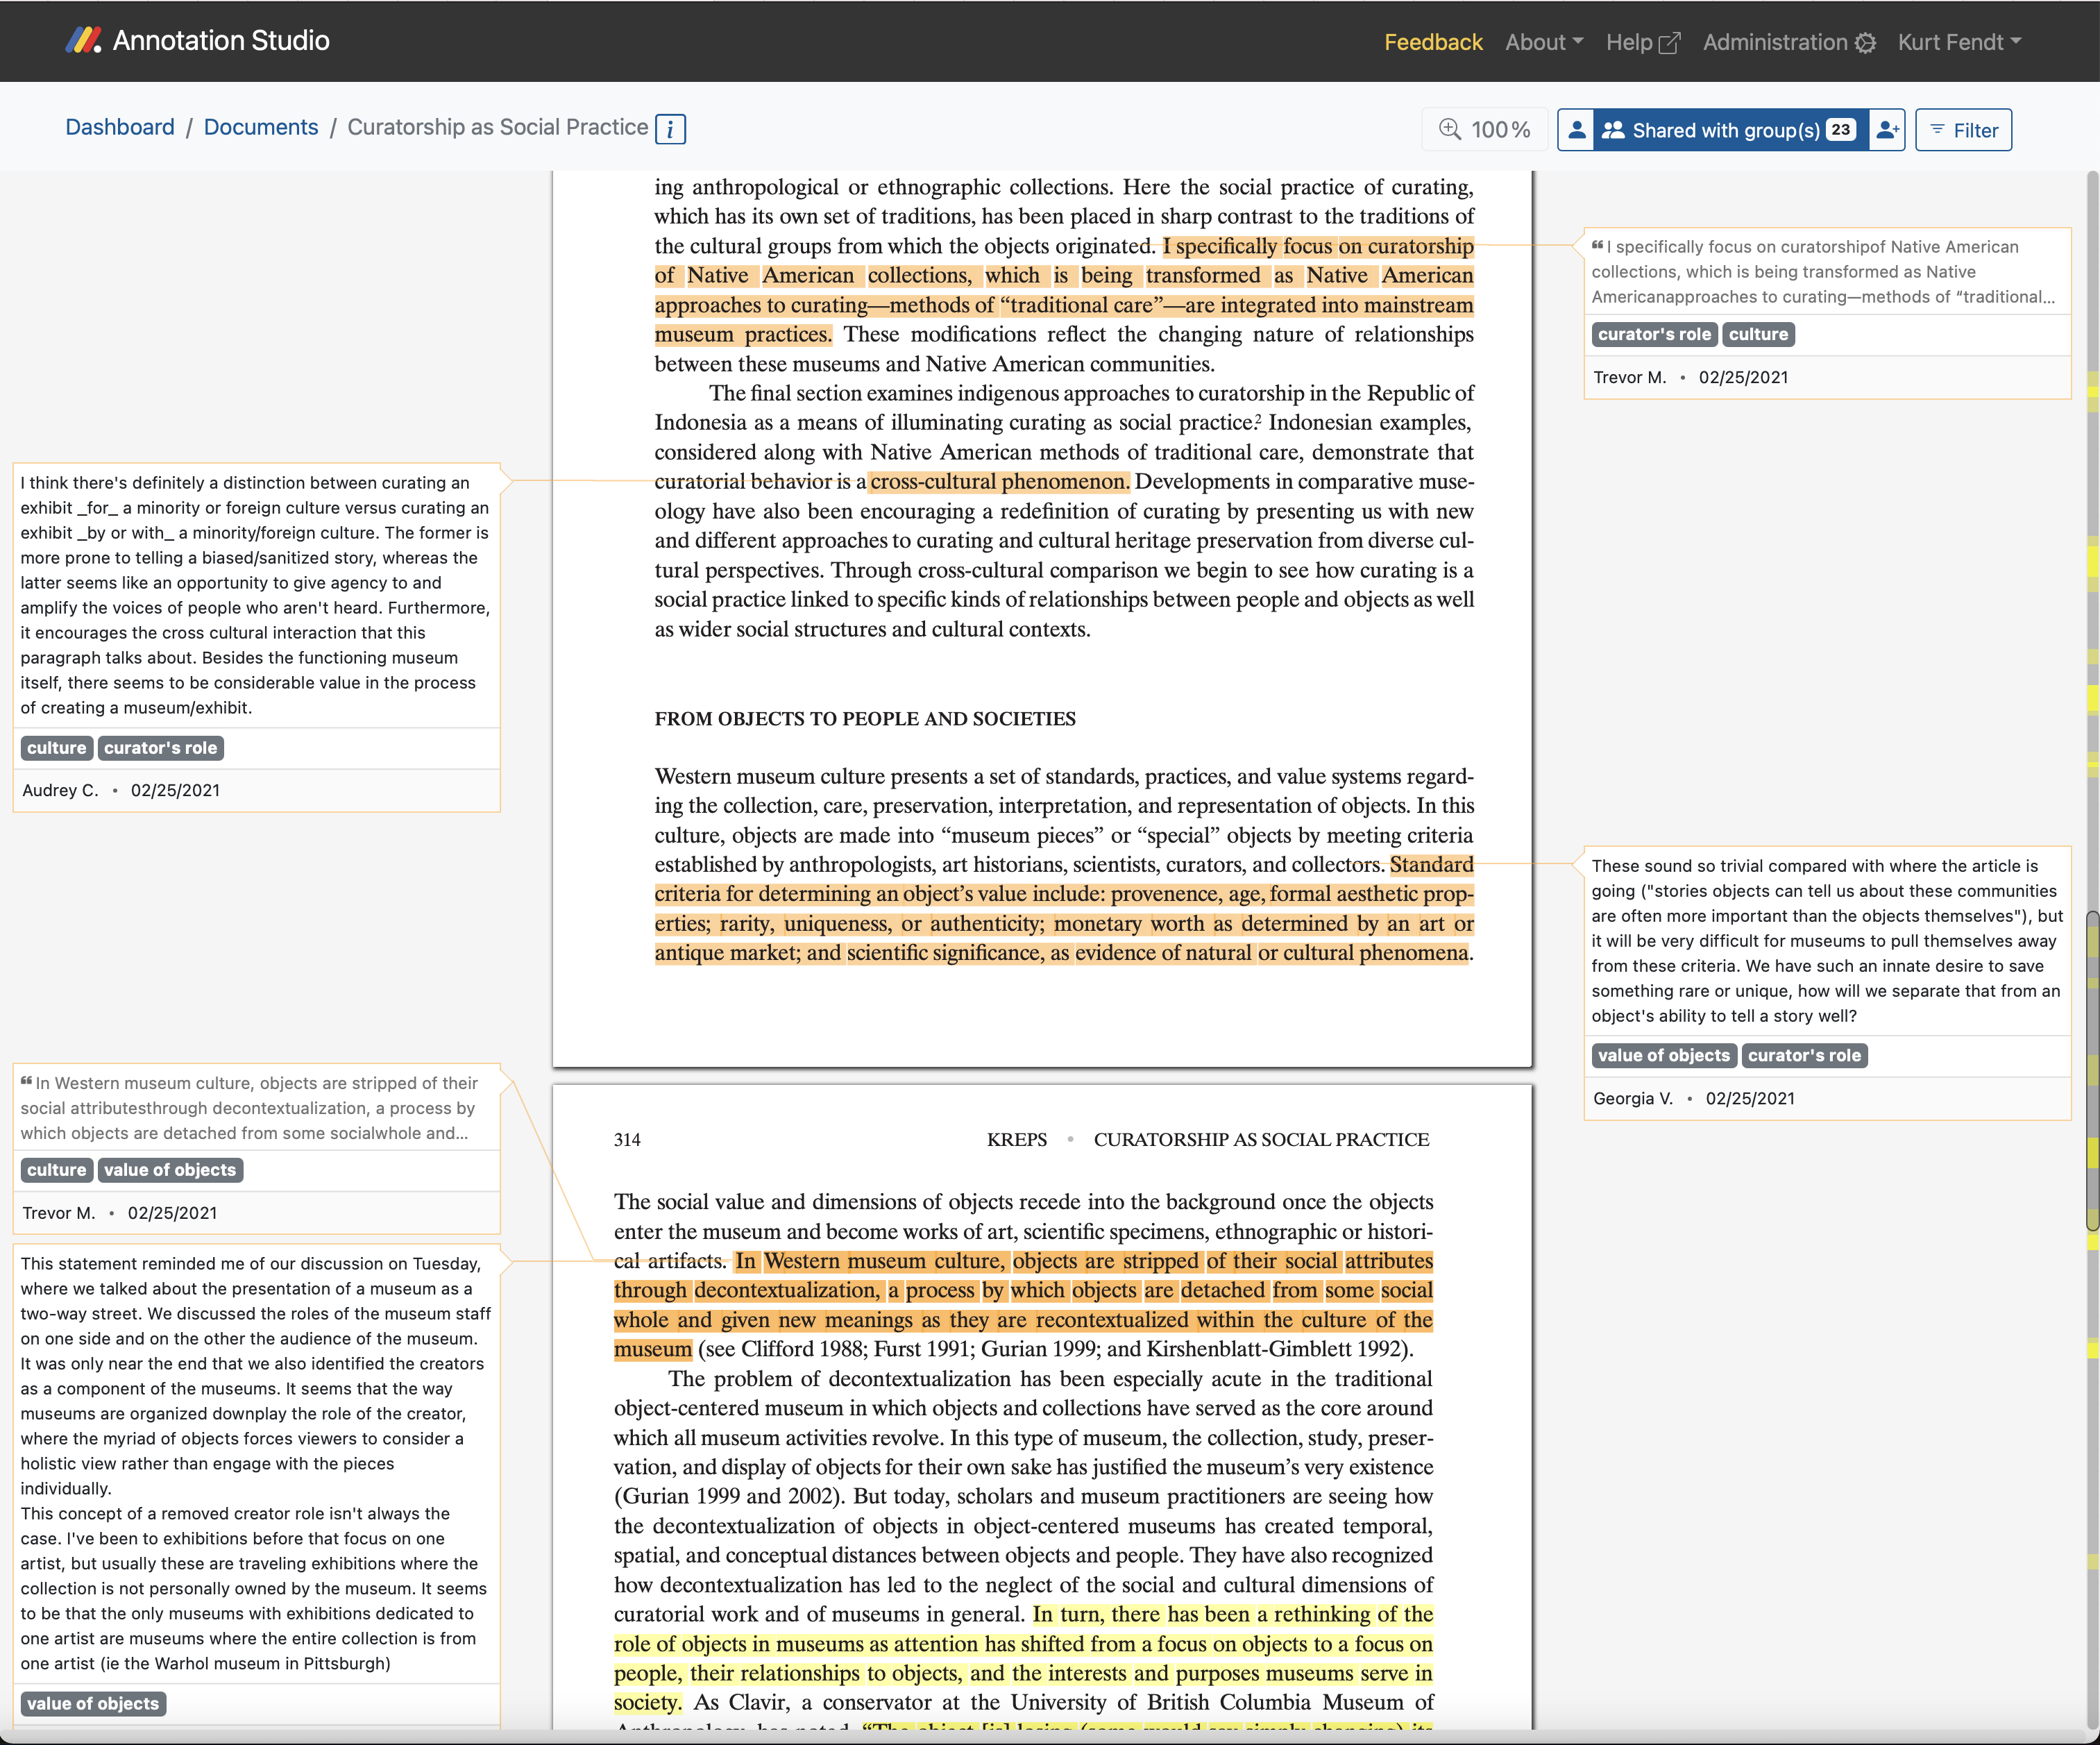 Annotation Studio
Feedback About Help Administration Kurt Fendt
Dashboard / Documents / Curatorship as Social Practice i
100% Shared with group(s) 23 Filter
I think there's definitely a distinction between curating an
exhibit _for_ a minority or foreign culture versus curating an
exhibit _by or with_ a minority/foreign culture. The former is
more prone to telling a biased/sanitized story, whereas the
latter seems like an opportunity to give agency to and
amplify the voices of people who aren't heard. Furthermore,
it encourages the cross cultural interaction that this
paragraph talks about. Besides the functioning museum
itself, there seems to be considerable value in the process
of creating a museum/exhibit.
culture curator's role
Audrey C. • 02/25/2021
❝ In Western museum culture, objects are stripped of their
social attributesthrough decontextualization, a process by
which objects are detached from some socialwhole and...
culture value of objects
Trevor M. • 02/25/2021
This statement reminded me of our discussion on Tuesday,
where we talked about the presentation of a museum as a
two-way street. We discussed the roles of the museum staff
on one side and on the other the audience of the museum.
It was only near the end that we also identified the creators
as a component of the museums. It seems that the way
museums are organized downplay the role of the creator,
where the myriad of objects forces viewers to consider a
holistic view rather than engage with the pieces
individually.
This concept of a removed creator role isn't always the
case. I've been to exhibitions before that focus on one
artist, but usually these are traveling exhibitions where the
collection is not personally owned by the museum. It seems
to be that the only museums with exhibitions dedicated to
one artist are museums where the entire collection is from
one artist (ie the Warhol museum in Pittsburgh)
value of objects
ing anthropological or ethnographic collections. Here the social practice of curating,
which has its own set of traditions, has been placed in sharp contrast to the traditions of
the cultural groups from which the objects originated. I specifically focus on curatorship
of Native American collections, which is being transformed as Native American
approaches to curating—methods of “traditional care”—are integrated into mainstream
museum practices. These modifications reflect the changing nature of relationships
between these museums and Native American communities.
The final section examines indigenous approaches to curatorship in the Republic of
Indonesia as a means of illuminating curating as social practice.² Indonesian examples,
considered along with Native American methods of traditional care, demonstrate that
curatorial behavior is a cross-cultural phenomenon. Developments in comparative muse-
ology have also been encouraging a redefinition of curating by presenting us with new
and different approaches to curating and cultural heritage preservation from diverse cul-
tural perspectives. Through cross-cultural comparison we begin to see how curating is a
social practice linked to specific kinds of relationships between people and objects as well
as wider social structures and cultural contexts.
FROM OBJECTS TO PEOPLE AND SOCIETIES
Western museum culture presents a set of standards, practices, and value systems regard-
ing the collection, care, preservation, interpretation, and representation of objects. In this
culture, objects are made into “museum pieces” or “special” objects by meeting criteria
established by anthropologists, art historians, scientists, curators, and collectors. Standard
criteria for determining an object’s value include: provenence, age, formal aesthetic prop-
erties; rarity, uniqueness, or authenticity; monetary worth as determined by an art or
antique market; and scientific significance, as evidence of natural or cultural phenomena.
314 KREPS • CURATORSHIP AS SOCIAL PRACTICE
The social value and dimensions of objects recede into the background once the objects
enter the museum and become works of art, scientific specimens, ethnographic or histori-
cal artifacts. In Western museum culture, objects are stripped of their social attributes
through decontextualization, a process by which objects are detached from some social
whole and given new meanings as they are recontextualized within the culture of the
museum (see Clifford 1988; Furst 1991; Gurian 1999; and Kirshenblatt-Gimblett 1992).
The problem of decontextualization has been especially acute in the traditional
object-centered museum in which objects and collections have served as the core around
which all museum activities revolve. In this type of museum, the collection, study, preser-
vation, and display of objects for their own sake has justified the museum’s very existence
(Gurian 1999 and 2002). But today, scholars and museum practitioners are seeing how
the decontextualization of objects in object-centered museums has created temporal,
spatial, and conceptual distances between objects and people. They have also recognized
how decontextualization has led to the neglect of the social and cultural dimensions of
curatorial work and of museums in general. In turn, there has been a rethinking of the
role of objects in museums as attention has shifted from a focus on objects to a focus on
people, their relationships to objects, and the interests and purposes museums serve in
society. As Clavir, a conservator at the University of British Columbia Museum of
Anthropology, has noted, “The object [is] losing (some would say simply changing) its
❝ I specifically focus on curatorshipof Native American
collections, which is being transformed as Native
Americanapproaches to curating—methods of “traditional...
curator's role culture
Trevor M. • 02/25/2021
These sound so trivial compared with where the article is
going ("stories objects can tell us about these communities
are often more important than the objects themselves"), but
it will be very difficult for museums to pull themselves away
from these criteria. We have such an innate desire to save
something rare or unique, how will we separate that from an
object's ability to tell a story well?
value of objects curator's role
Georgia V. • 02/25/2021